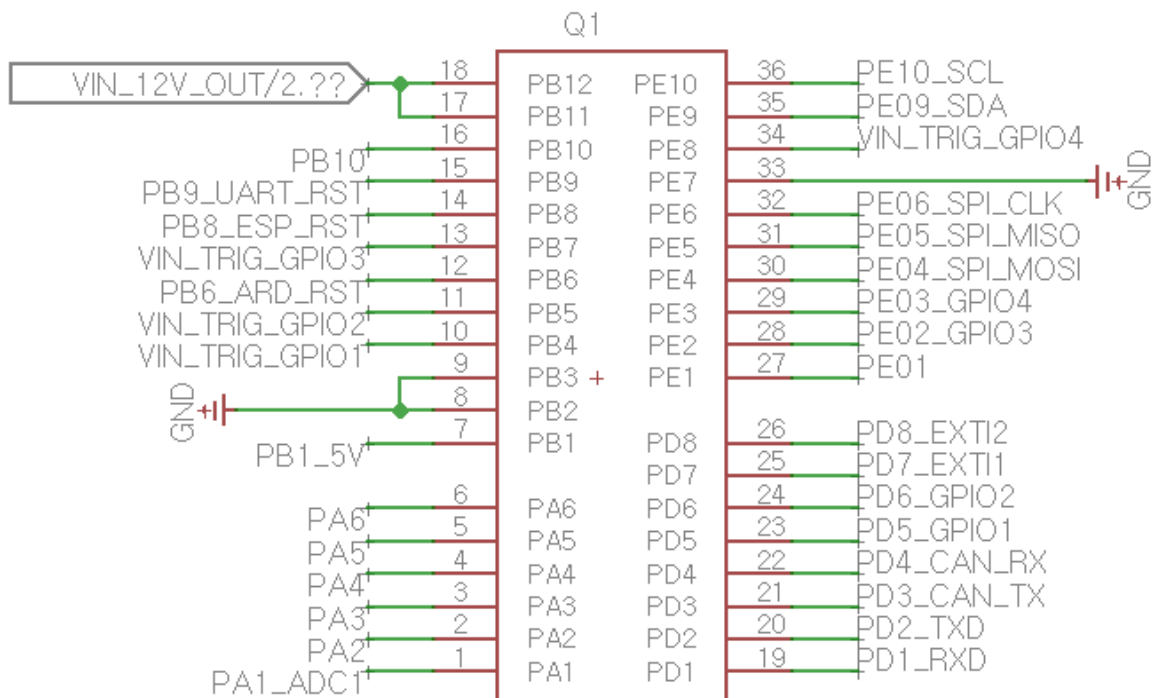 Q1
VIN_12V_OUT/2.?? 18 PB12 PE10 36 PE10_SCL
17 PB11 PE9 35 PE09_SDA
PB10 16 PB10 PE8 34 VIN_TRIG_GPIO4
PB9_UART_RST 15 PB9 PE7 33 GND
PB8_ESP_RST 14 PB8 PE6 32 PE06_SPI_CLK
VIN_TRIG_GPIO3 13 PB7 PE5 31 PE05_SPI_MISO
PB6_ARD_RST 12 PB6 PE4 30 PE04_SPI_MOSI
VIN_TRIG_GPIO2 11 PB5 PE3 29 PE03_GPIO4
VIN_TRIG_GPIO1 10 PB4 PE2 28 PE02_GPIO3
9 PB3 PE1 27 PE01
GND 8 PB2
PB1_5V 7 PB1 PD8 26 PD8_EXTI2
PD7 25 PD7_EXTI1
PA6 6 PA6 PD6 24 PD6_GPIO2
PA5 5 PA5 PD5 23 PD5_GPIO1
PA4 4 PA4 PD4 22 PD4_CAN_RX
PA3 3 PA3 PD3 21 PD3_CAN_TX
PA2 2 PA2 PD2 20 PD2_TXD
PA1_ADC1 1 PA1 PD1 19 PD1_RXD